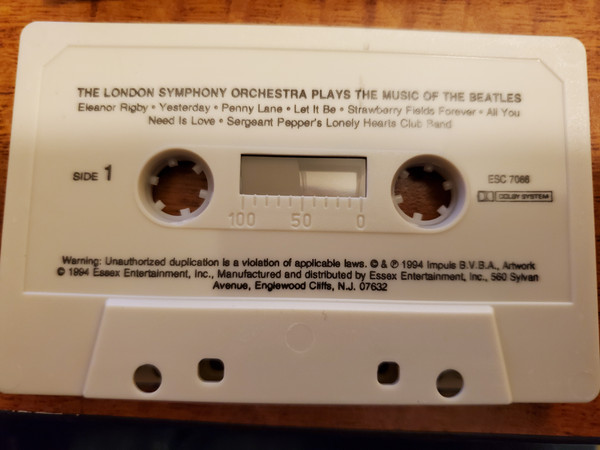 THE LONDON SYMPHONY ORCHESTRA PLAYS THE MUSIC OF THE BEATLES
Eleanor Rigby • Yesterday • Penny Lane • Let It Be • Strawberry Fields Forever • All You
Need Is Love • Sergeant Pepper's Lonely Hearts Club Band
SIDE 1
ESC 7066
DOLBY SYSTEM
100 50 0
Warning: Unauthorized duplication is a violation of applicable laws. © & ℗ 1994 Impuls B.V.B.A., Artwork
© 1994 Essex Entertainment, Inc., Manufactured and distributed by Essex Entertainment, Inc., 560 Sylvan
Avenue, Englewood Cliffs, N.J. 07632